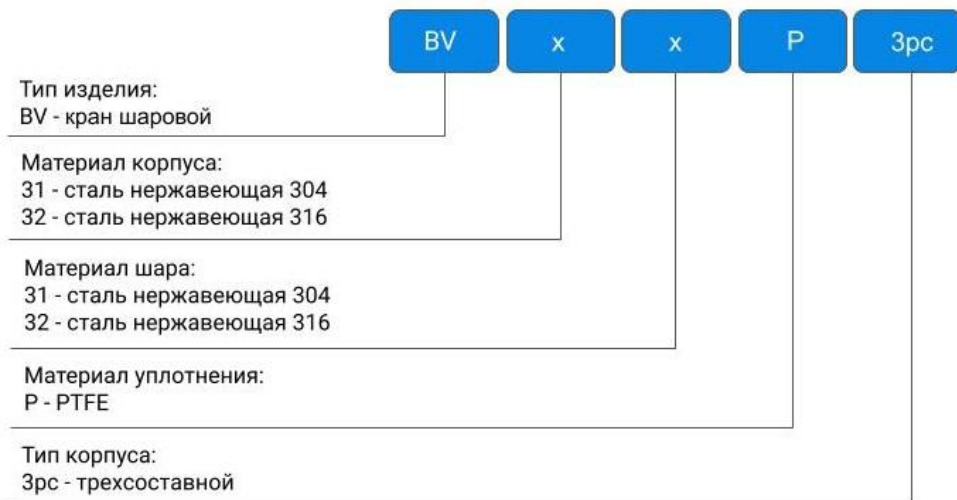 BV x x P 3pc
Тип изделия:
BV - кран шаровой
Материал корпуса:
31 - сталь нержавеющая 304
32 - сталь нержавеющая 316
Материал шара:
31 - сталь нержавеющая 304
32 - сталь нержавеющая 316
Материал уплотнения:
P - PTFE
Тип корпуса:
3pc - трехсоставной